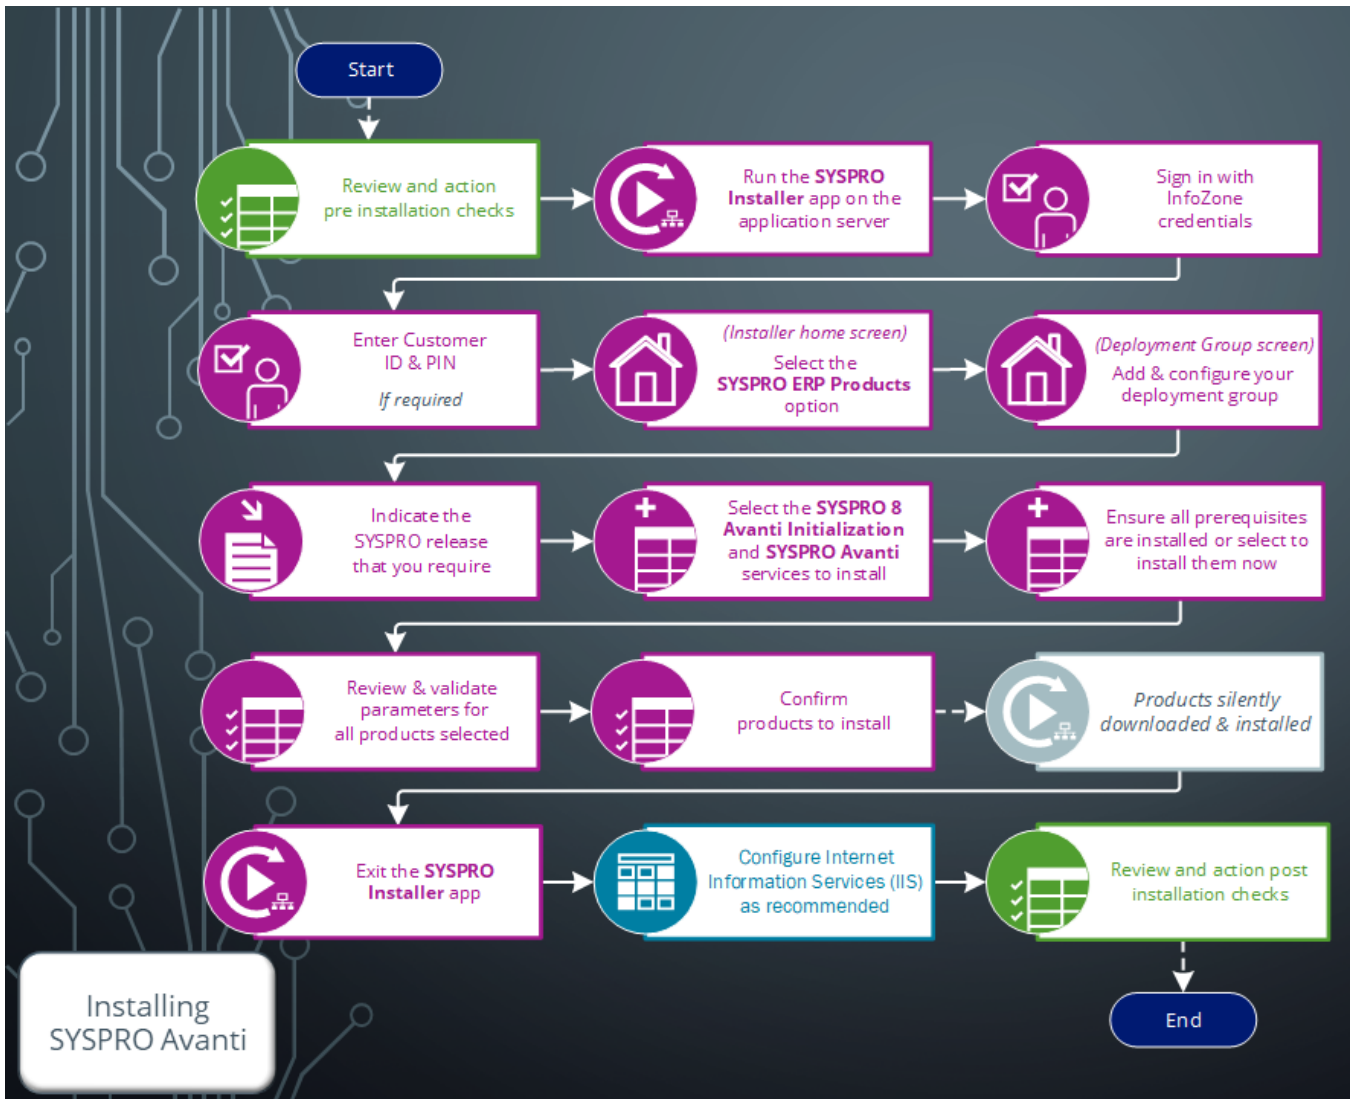 Start
Review and action
pre installation checks
Run the SYSPRO
Installer app on the
application server
Sign in with
InfoZone
credentials
Enter Customer
ID & PIN
If required
(Installer home screen)
Select the
SYSPRO ERP Products
option
(Deployment Group screen)
Add & configure your
deployment group
Indicate the
SYSPRO release
that you require
Select the SYSPRO 8
Avanti Initialization
and SYSPRO Avanti
services to install
Ensure all prerequisites
are installed or select to
install them now
Review & validate
parameters for
all products selected
Confirm
products to install
Products silently
downloaded & installed
Exit the SYSPRO
Installer app
Configure Internet
Information Services (IIS)
as recommended
Review and action post
installation checks
End
Installing
SYSPRO Avanti